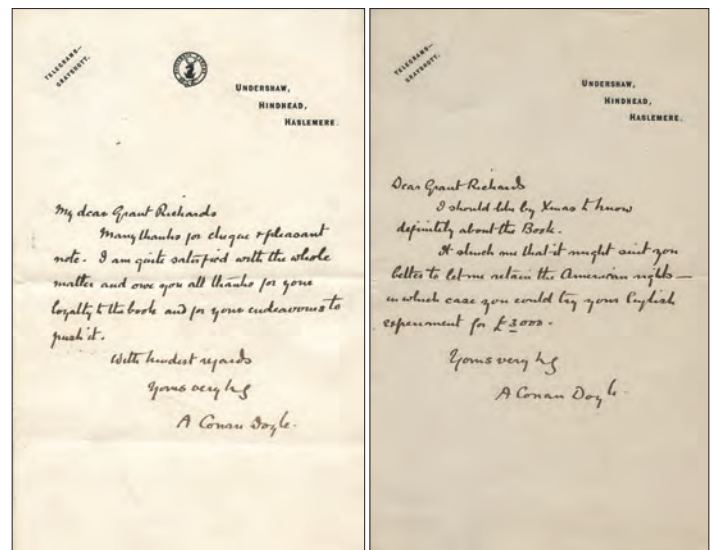 TELEGRAMS—
GRAYSHOTT.
UNDERSHAW,
HINDHEAD,
HASLEMERE.
My dear Grant Richards
Many thanks for cheque & pleasant
note. I am quite satisfied with the whole
matter and owe you all thanks for your
loyalty to the book and for your endeavours to
push it.
With kindest regards
Yours very
A Conan Doyle.
TELEGRAMS—
GRAYSHOTT.
UNDERSHAW,
HINDHEAD,
HASLEMERE.
Dear Grant Richards
I should like by Xmas to know
definitely about the Book.
It struck me that it might suit you
better to let me retain the American rights —
in which case you could try your English
experiment for £3000.
Yours very
A Conan Doyle.